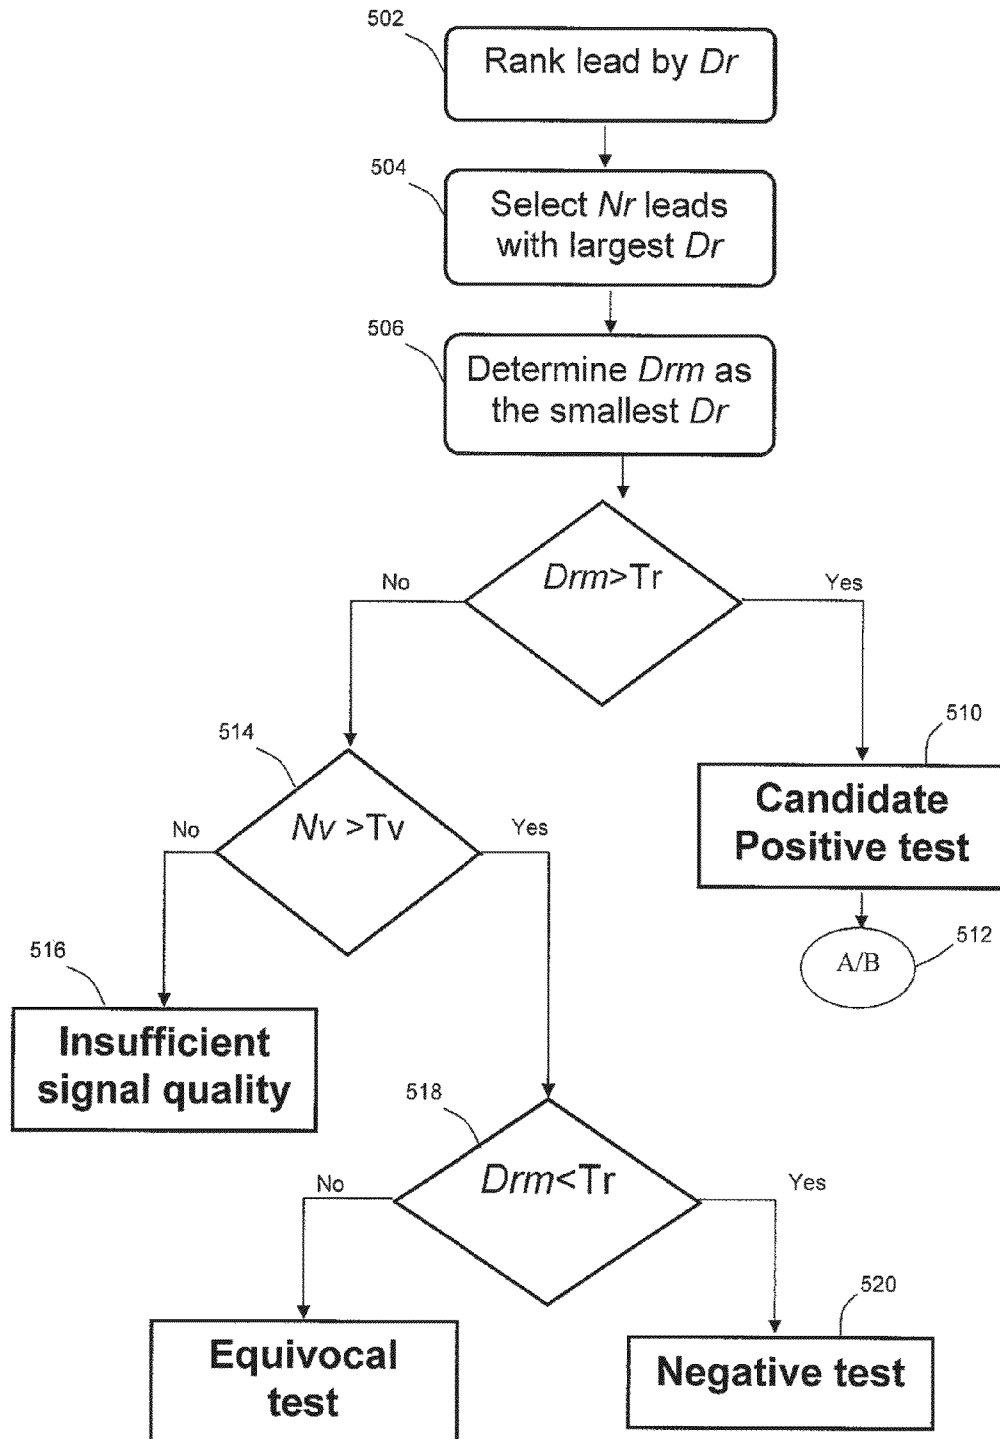 502
Rank lead by Dr
504
Select Nr leads
with largest Dr
506
Determine Drm as
the smallest Dr
Drm>Tr
No
Yes
510
Candidate
Positive test
512
A/B
514
Nv >Tv
No
Yes
516
Insufficient
signal quality
518
Drm<Tr
No
Yes
Equivocal
test
520
Negative test